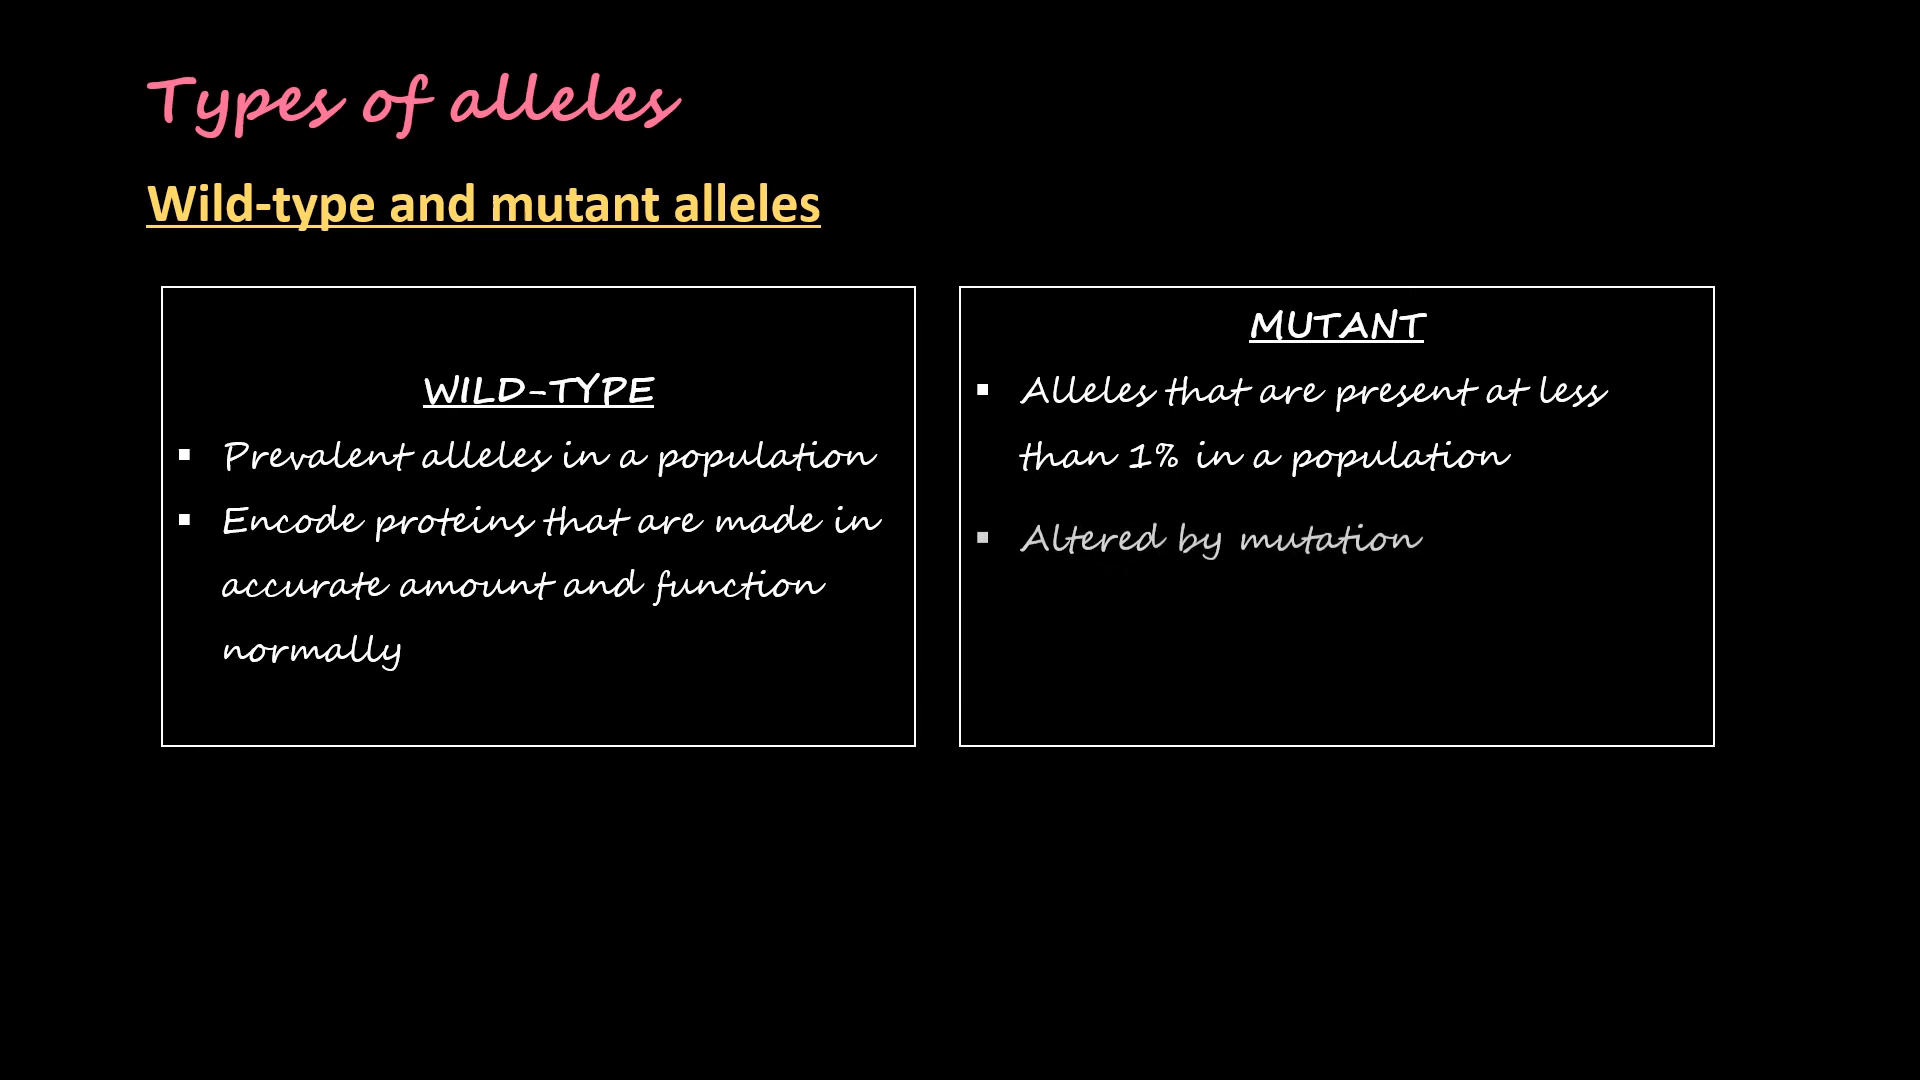 Types of alleles
Wild-type and mutant alleles
WILD-TYPE
▪ Prevalent alleles in a population
▪ Encode proteins that are made in
accurate amount and function
normally
MUTANT
▪ Alleles that are present at less
than 1% in a population
▪ Altered by mutation